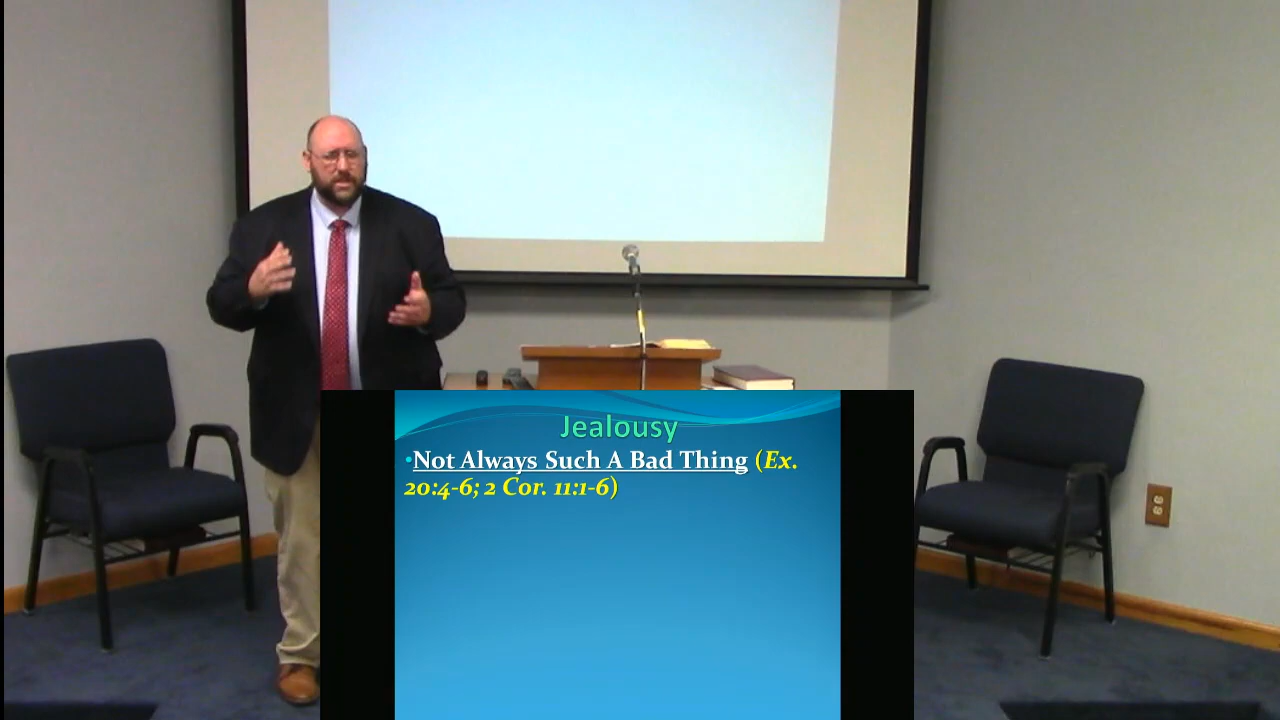 Jealousy
•Not Always Such A Bad Thing (Ex.
20:4-6; 2 Cor. 11:1-6)